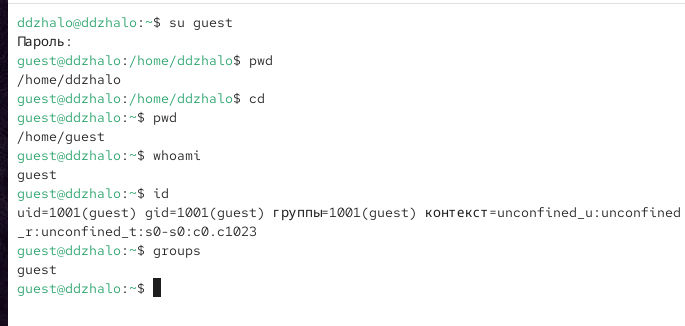 ddzhalo@ddzhalo:~$ su guest
Пароль:
guest@ddzhalo:/home/ddzhalo$ pwd
/home/ddzhalo
guest@ddzhalo:/home/ddzhalo$ cd
guest@ddzhalo:~$ pwd
/home/guest
guest@ddzhalo:~$ whoami
guest
guest@ddzhalo:~$ id
uid=1001(guest) gid=1001(guest) группы=1001(guest) контекст=unconfined_u:unconfined
_r:unconfined_t:s0-s0:c0.c1023
guest@ddzhalo:~$ groups
guest
guest@ddzhalo:~$